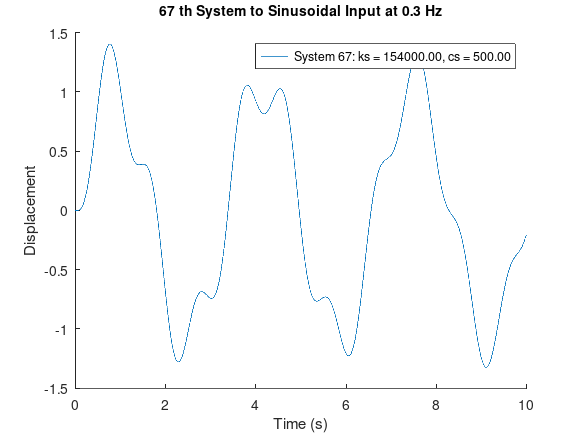 67 th System to Sinusoidal Input at 0.3 Hz
System 67: ks = 154000.00, cs = 500.00
Displacement
1.5
1
0.5
0
-0.5
-1
-1.5
0 2 4 6 8 10
Time (s)